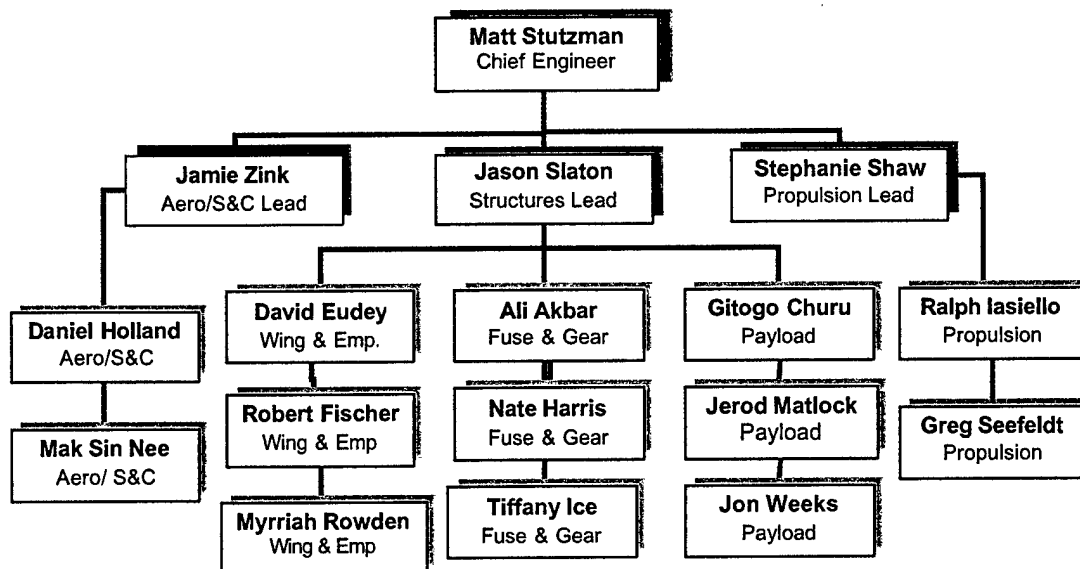 Matt Stutzman
Chief Engineer
Jamie Zink
Aero/S&C Lead
Jason Slaton
Structures Lead
Stephanie Shaw
Propulsion Lead
Daniel Holland
Aero/S&C
David Eudey
Wing & Emp.
Ali Akbar
Fuse & Gear
Gitogo Churu
Payload
Ralph Iasiello
Propulsion
Mak Sin Nee
Aero/ S&C
Robert Fischer
Wing & Emp
Nate Harris
Fuse & Gear
Jerod Matlock
Payload
Greg Seefeldt
Propulsion
Myrriah Rowden
Wing & Emp
Tiffany Ice
Fuse & Gear
Jon Weeks
Payload